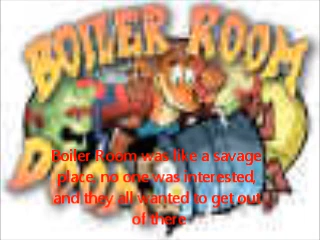 BOILER ROOM
Boiler Room was like a savage
place no one was interested,
and they all wanted to get out
of there